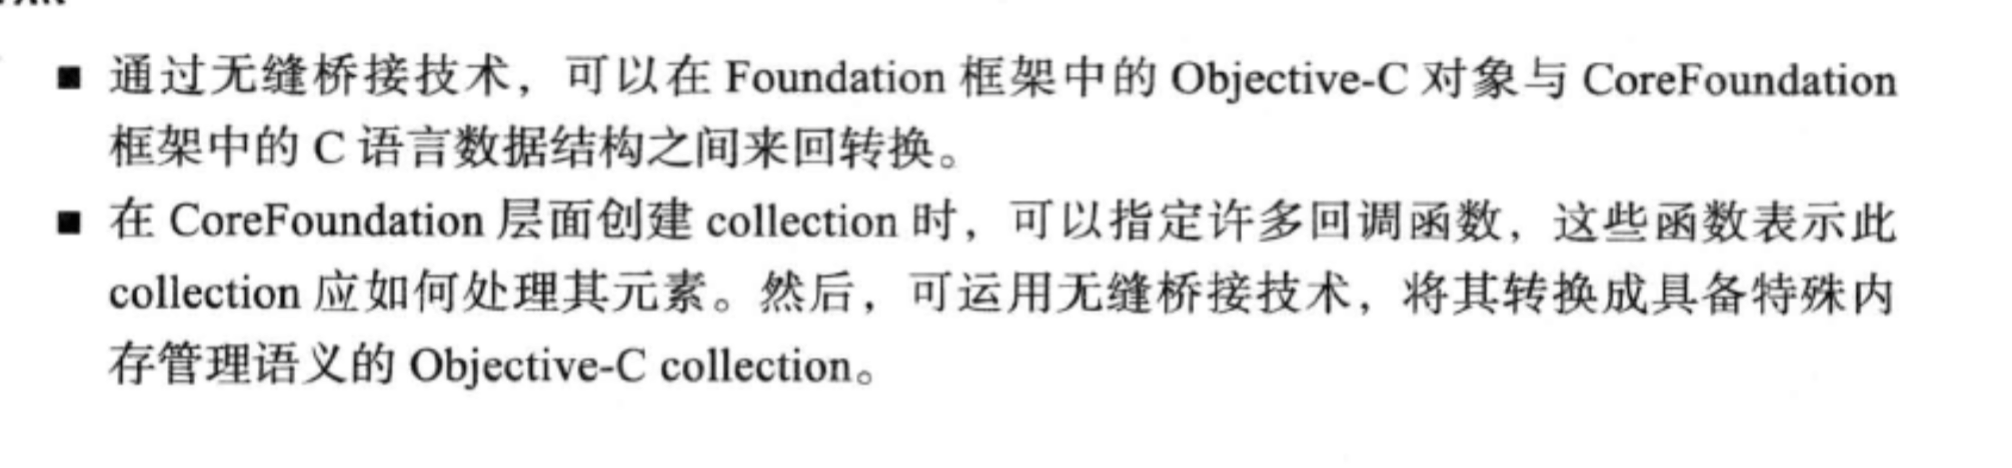 ■ 通过无缝桥接技术，可以在 Foundation 框架中的 Objective-C 对象与 CoreFoundation
框架中的 C 语言数据结构之间来回转换。
■ 在 CoreFoundation 层面创建 collection 时，可以指定许多回调函数，这些函数表示此
collection 应如何处理其元素。然后，可运用无缝桥接技术，将其转换成具备特殊内
存管理语义的 Objective-C collection。